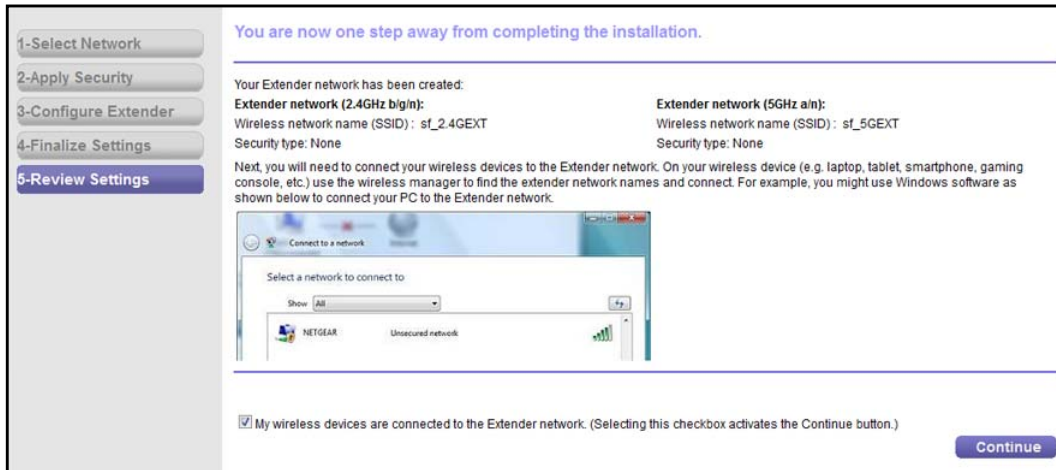 You are now one step away from completing the installation.
1-Select Network
2-Apply Security
3-Configure Extender
4-Finalize Settings
5-Review Settings
Your Extender network has been created:
Extender network (2.4GHz b/g/n):
Wireless network name (SSID) : sf_2.4GEXT
Security type: None
Extender network (5GHz a/n):
Wireless network name (SSID) : sf_5GEXT
Security type: None
Next, you will need to connect your wireless devices to the Extender network. On your wireless device (e.g. laptop, tablet, smartphone, gaming
console, etc.) use the wireless manager to find the extender network names and connect. For example, you might use Windows software as
shown below to connect your PC to the Extender network.
Connect to a network
Select a network to connect to
Show All
NETGEAR Unsecured network
My wireless devices are connected to the Extender network. (Selecting this checkbox activates the Continue button.)
Continue